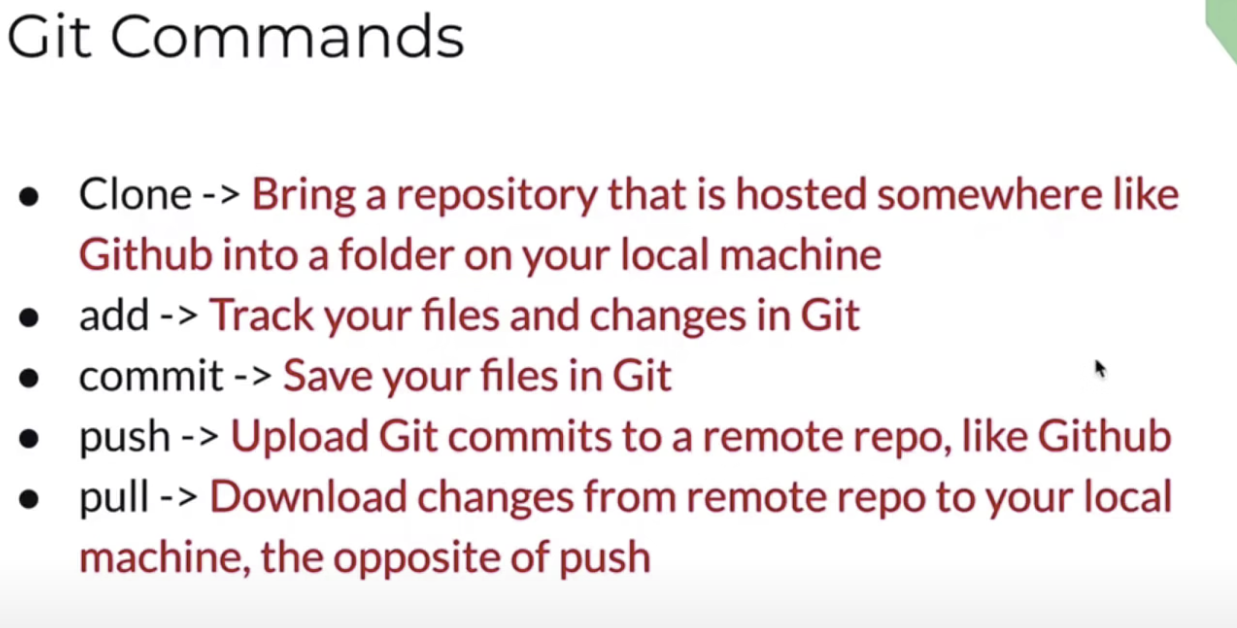 Git Commands
● Clone -> Bring a repository that is hosted somewhere like
Github into a folder on your local machine
● add -> Track your files and changes in Git
● commit -> Save your files in Git
● push -> Upload Git commits to a remote repo, like Github
● pull -> Download changes from remote repo to your local
machine, the opposite of push